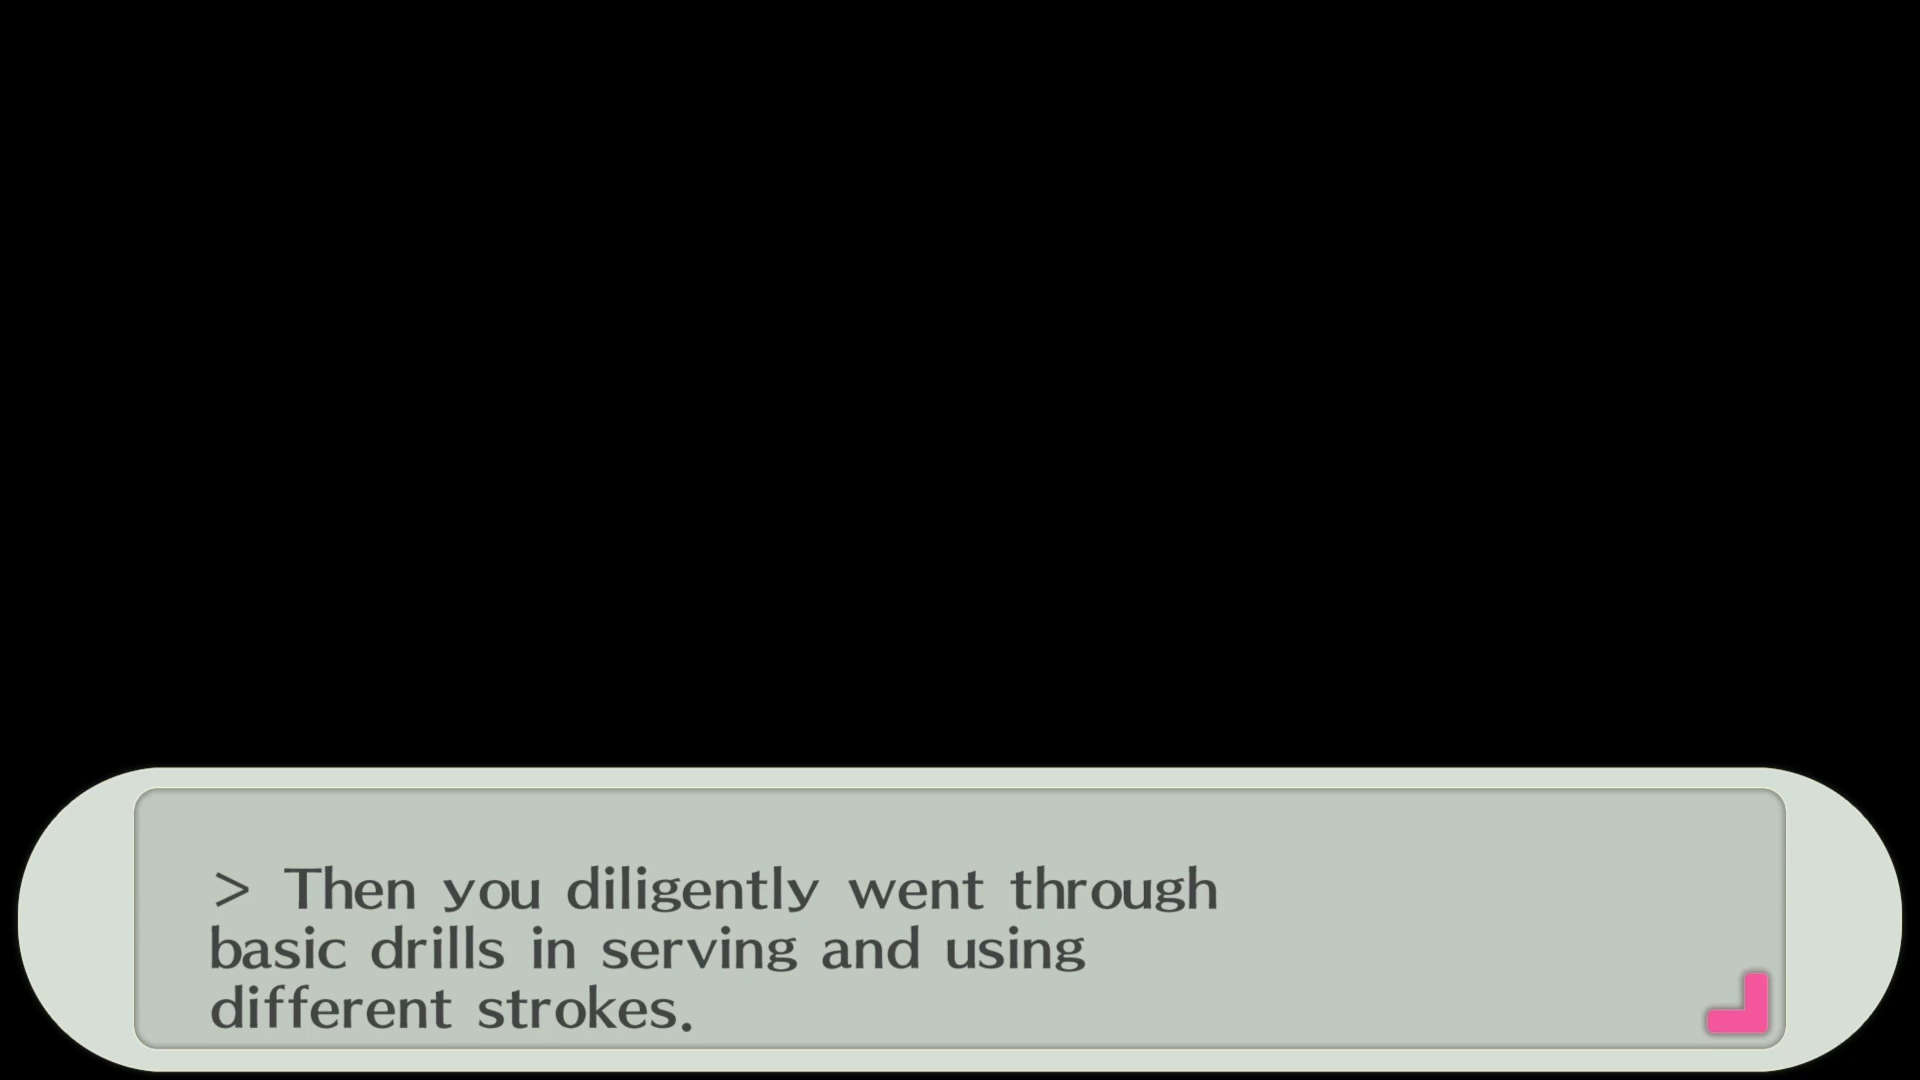 > Then you diligently went through
basic drills in serving and using
different strokes.